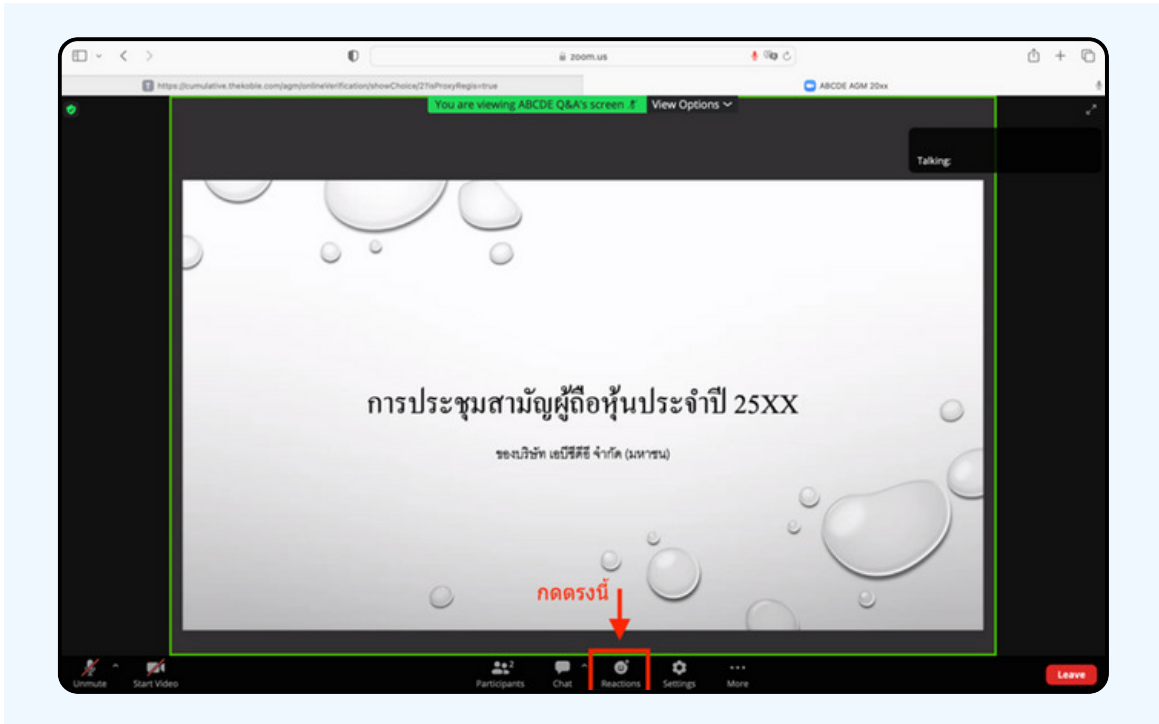 zoom.us
https://cumulative.thekoble.com/agm/onlineVerification/showChoice/2?isProxyRegis=true
ABCDE AGM 20xx
You are viewing ABCDE Q&A's screen
View Options
Talking:
การประชุมสามัญผู้ถือหุ้นประจำปี 25XX
ของบริษัท เอบีซีดีอี จำกัด (มหาชน)
กดตรงนี้
Unmute
Start Video
2
Participants
Chat
Reactions
Settings
More
Leave